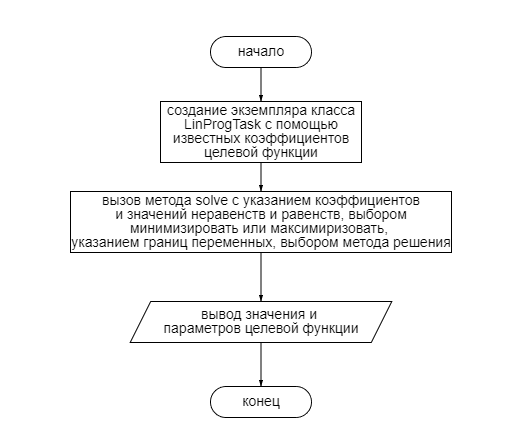 начало
создание экземпляра класса
LinProgTask с помощью
известных коэффициентов
целевой функции
вызов метода solve с указанием коэффициентов
и значений неравенств и равенств, выбором
минимизировать или максимиризовать,
указанием границ переменных, выбором метода решения
вывод значения и
параметров целевой функции
конец